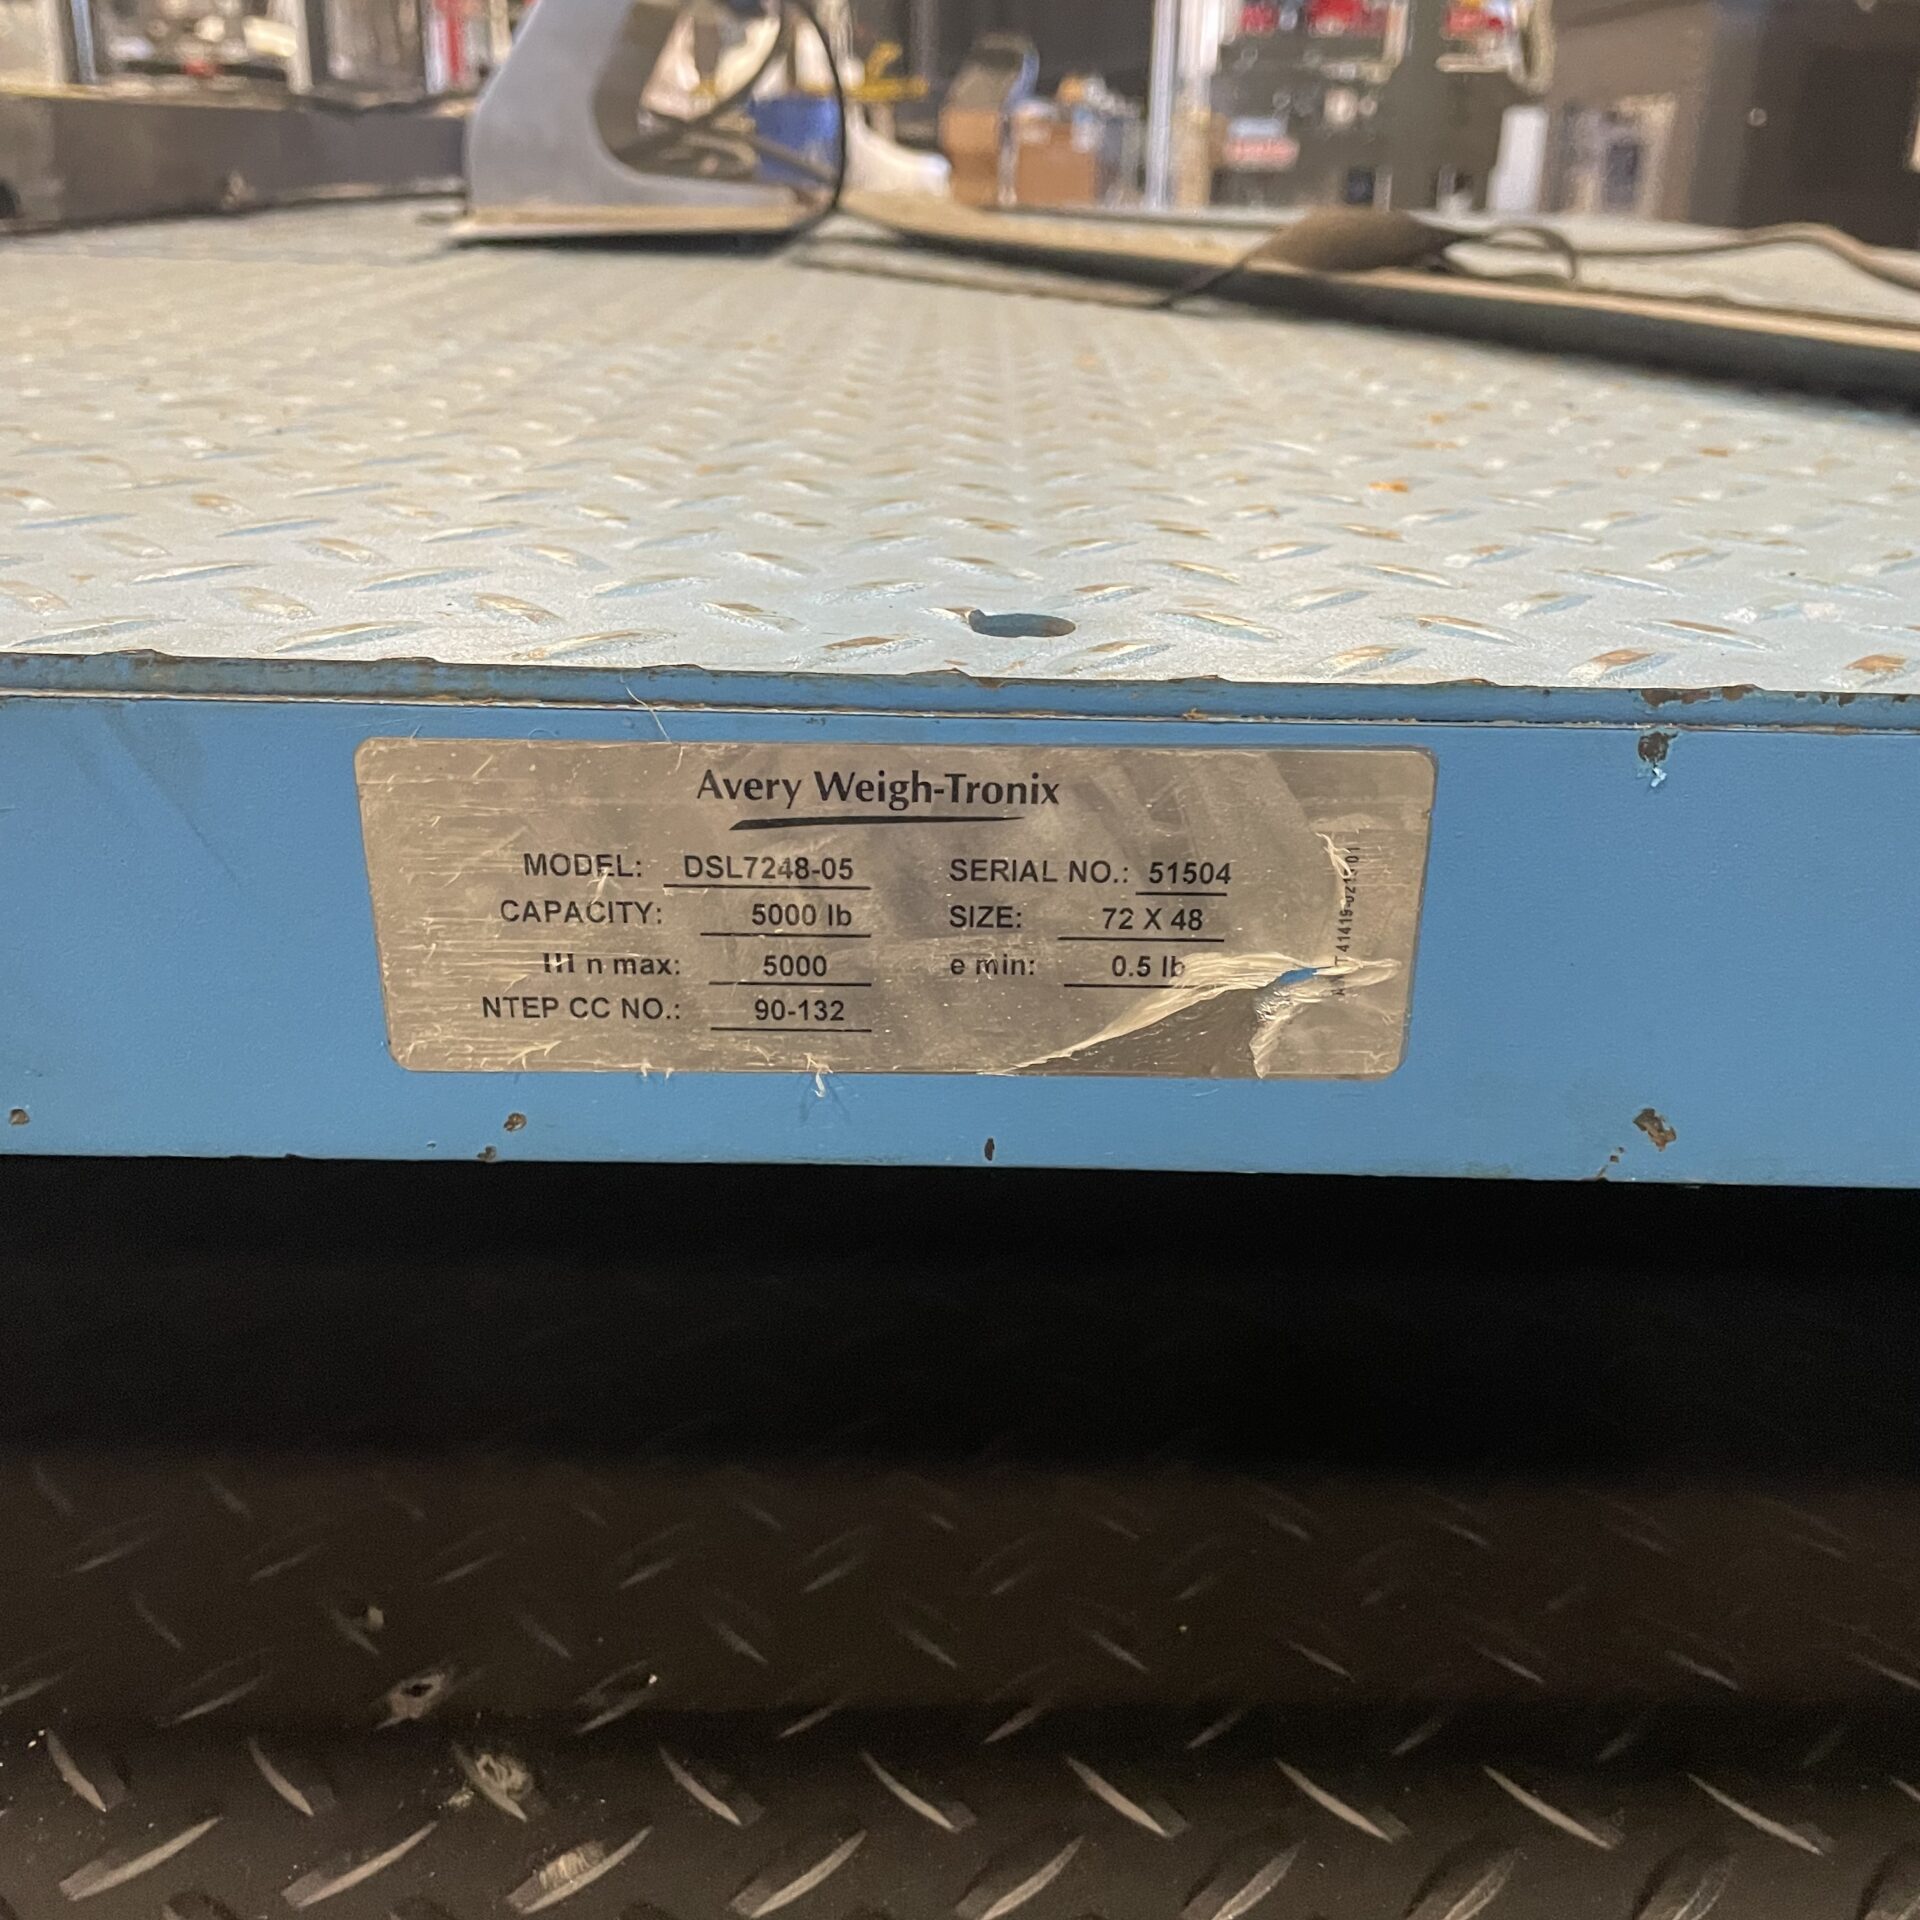 Avery Weigh-Tronix
MODEL: DSL7248-05 SERIAL NO.: 51504
CAPACITY: 5000 lb SIZE: 72 X 48
III n max: 5000 e min: 0.5 lb
NTEP CC NO.: 90-132